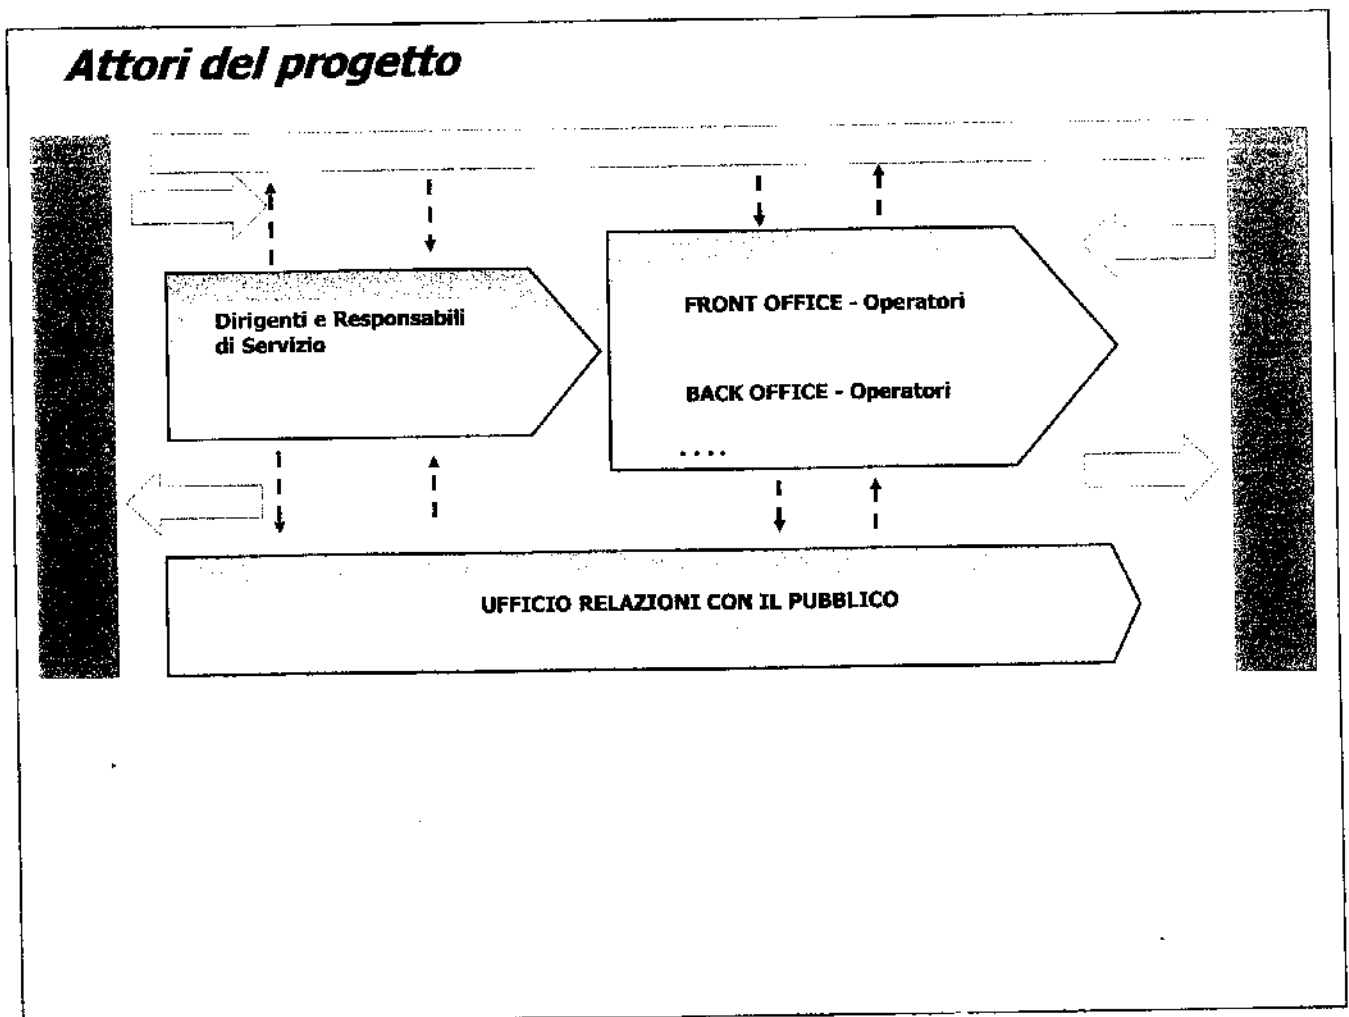 Attori del progetto
Dirigenti e Responsabili
di Servizio
FRONT OFFICE - Operatori
BACK OFFICE - Operatori
....
UFFICIO RELAZIONI CON IL PUBBLICO